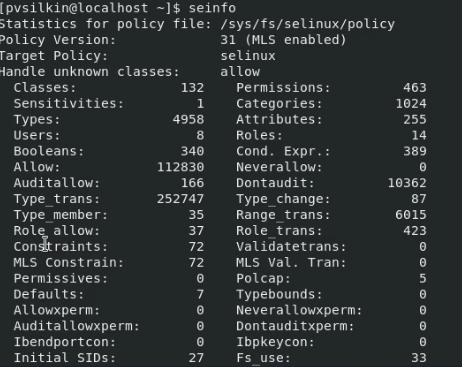 [pvsilkin@localhost ~]$ seinfo
Statistics for policy file: /sys/fs/selinux/policy
Policy Version: 31 (MLS enabled)
Target Policy: selinux
Handle unknown classes: allow
Classes: 132 Permissions: 463
Sensitivities: 1 Categories: 1024
Types: 4958 Attributes: 255
Users: 8 Roles: 14
Booleans: 340 Cond. Expr.: 389
Allow: 112830 Neverallow: 0
Auditallow: 166 Dontaudit: 10362
Type_trans: 252747 Type_change: 87
Type_member: 35 Range_trans: 6015
Role_allow: 37 Role_trans: 423
Constraints: 72 Validatetrans: 0
MLS Constrain: 72 MLS Val. Tran: 0
Permissives: 0 Polcap: 5
Defaults: 7 Typebounds: 0
Allowxperm: 0 Neverallowxperm: 0
Auditallowxperm: 0 Dontauditxperm: 0
Ibendportcon: 0 Ibpkeycon: 0
Initial SIDs: 27 Fs_use: 33